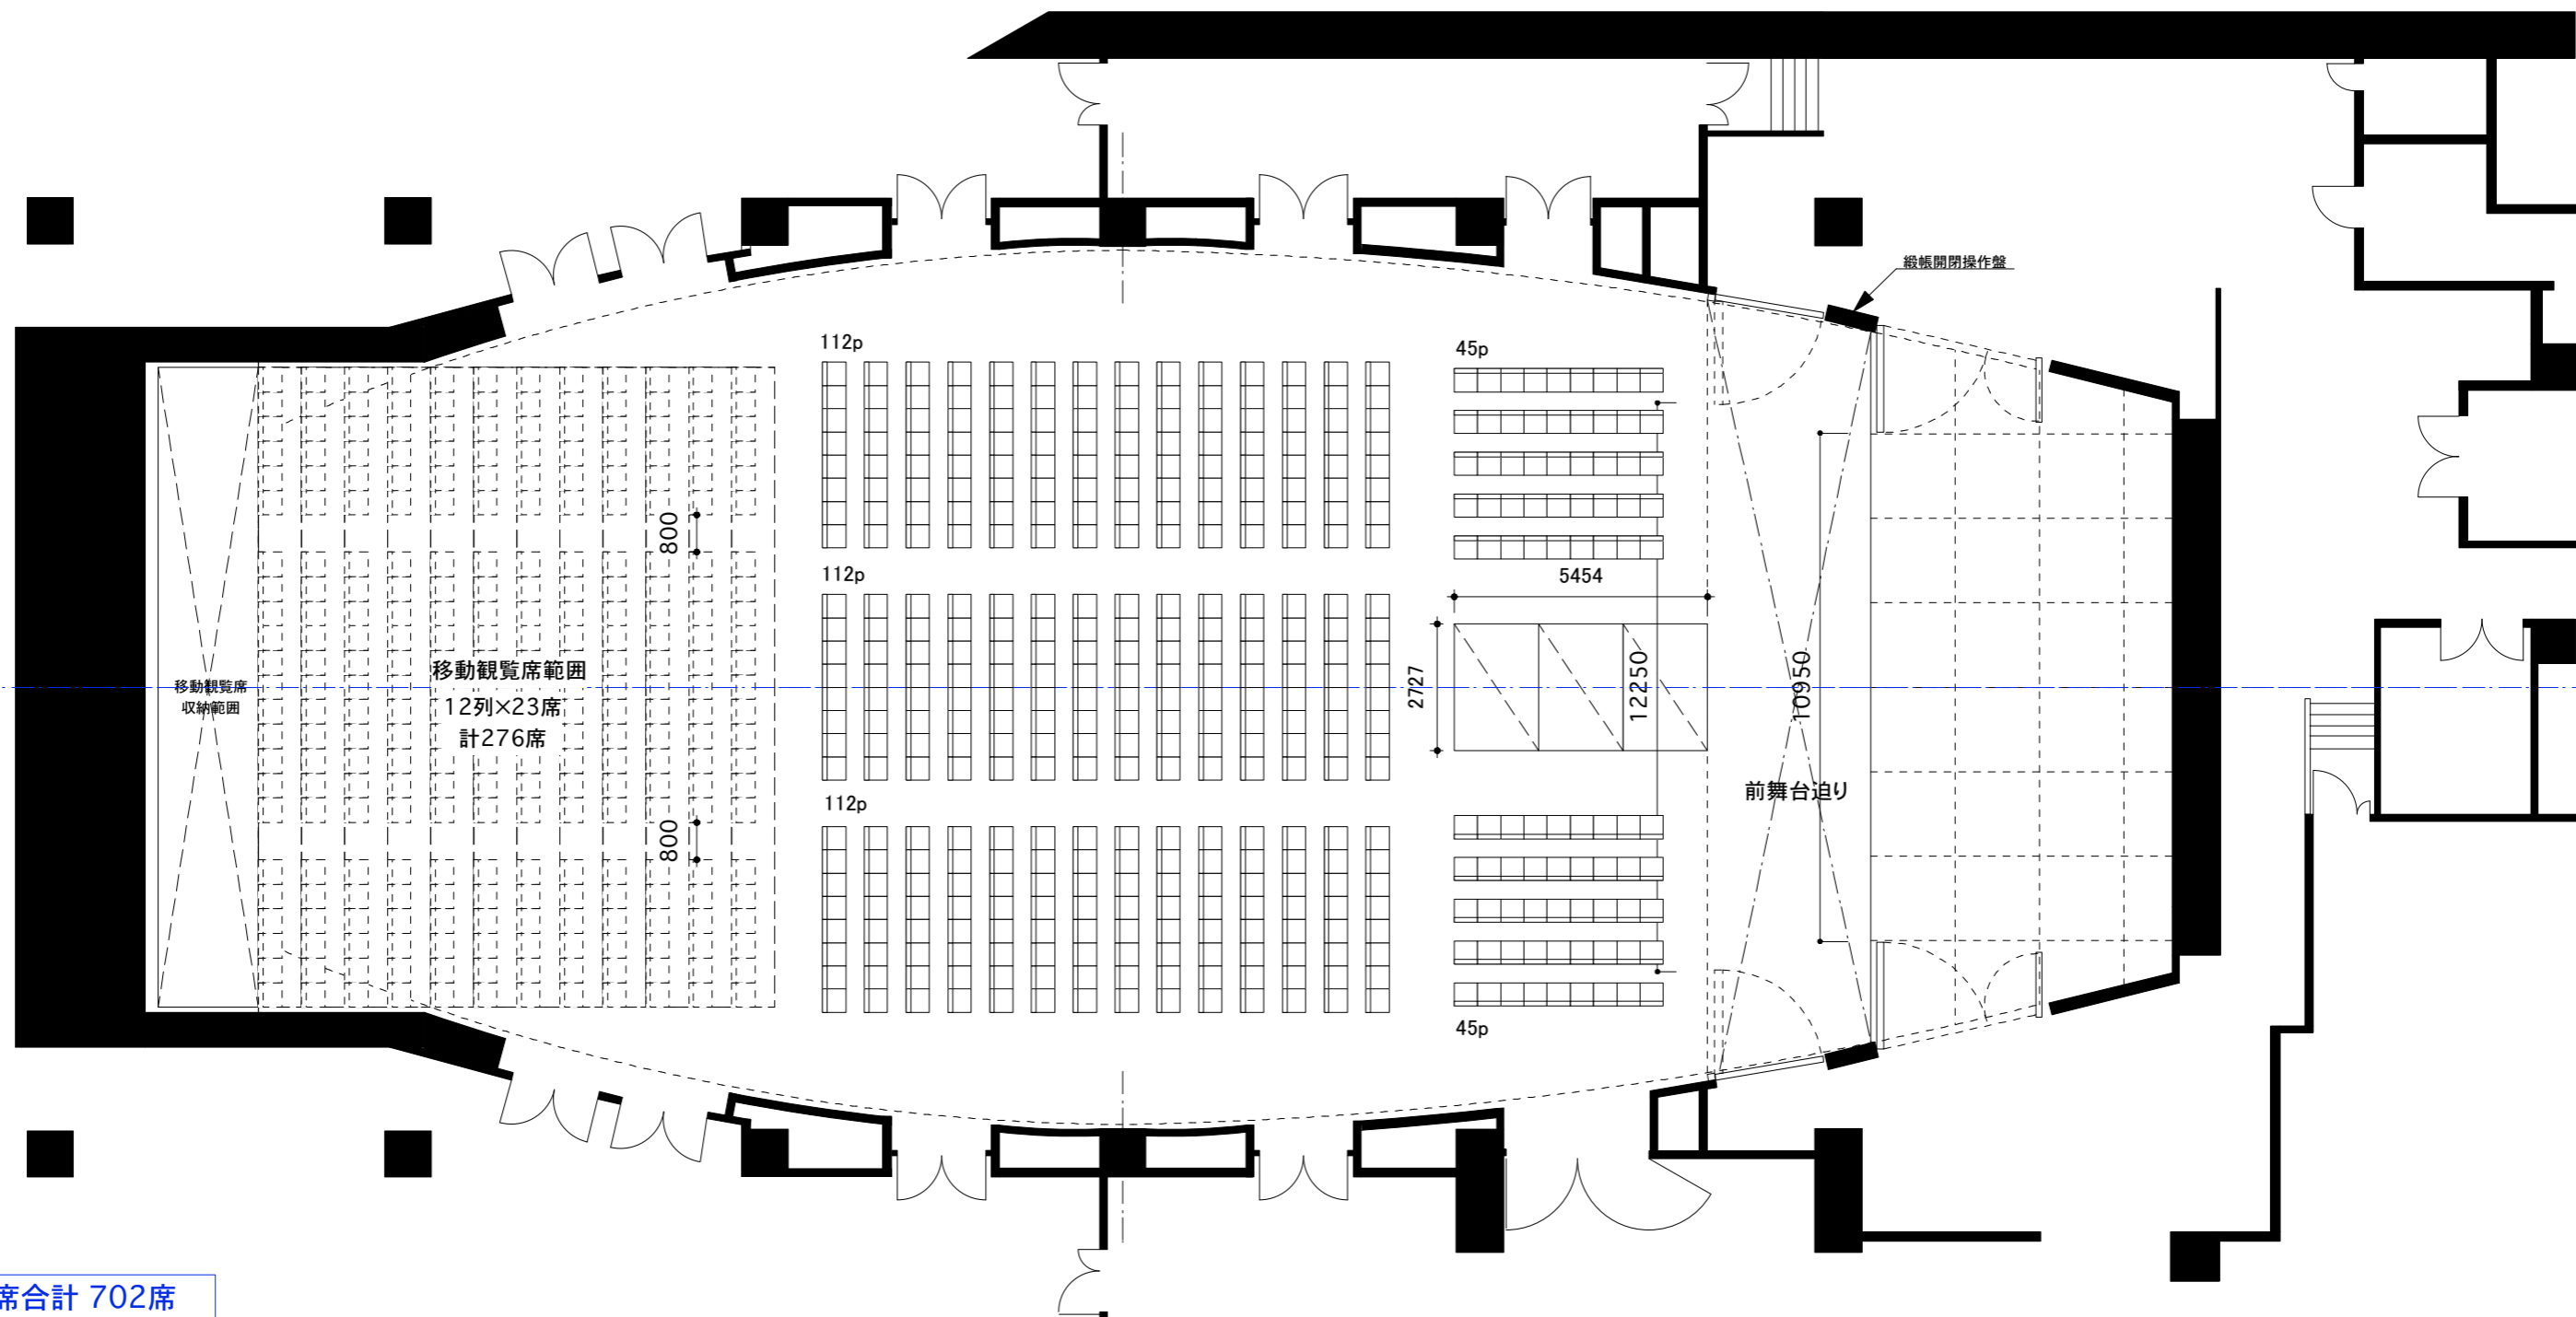 緞帳開閉操作盤
112p
45p
800
112p
5454
移動観覧席範囲
12列×23席
計276席
移動観覧席
収納範囲
2727
12250
10950
前舞台迫り
112p
800
45p
席合計 702席